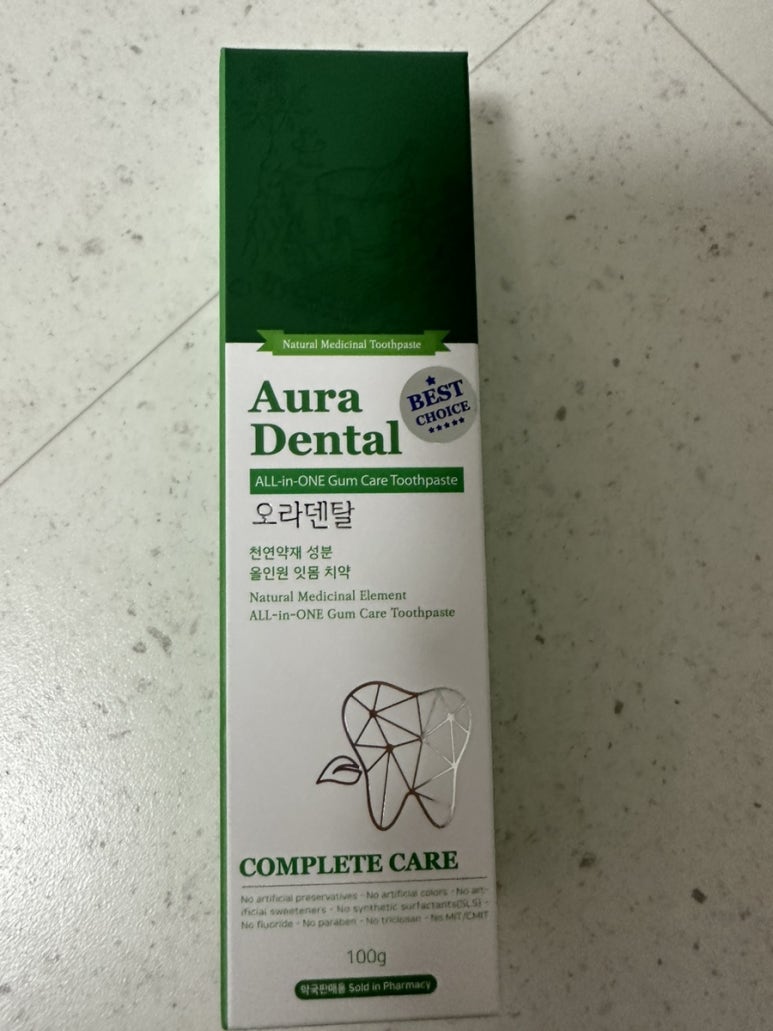 Natural Medicinal Toothpaste
Aura
Dental
BEST
CHOICE
ALL-in-ONE Gum Care Toothpaste
오라덴탈
천연약재 성분
올인원 잇몸 치약
Natural Medicinal Element
ALL-in-ONE Gum Care Toothpaste
COMPLETE CARE
No artificial preservatives - No artificial colors - No art-
ificial sweeteners - No synthetic surfactants(SLS) -
No fluoride - No paraben - No triclosan - No MIT/CMIT
100g
약국판매용 Sold in Pharmacy